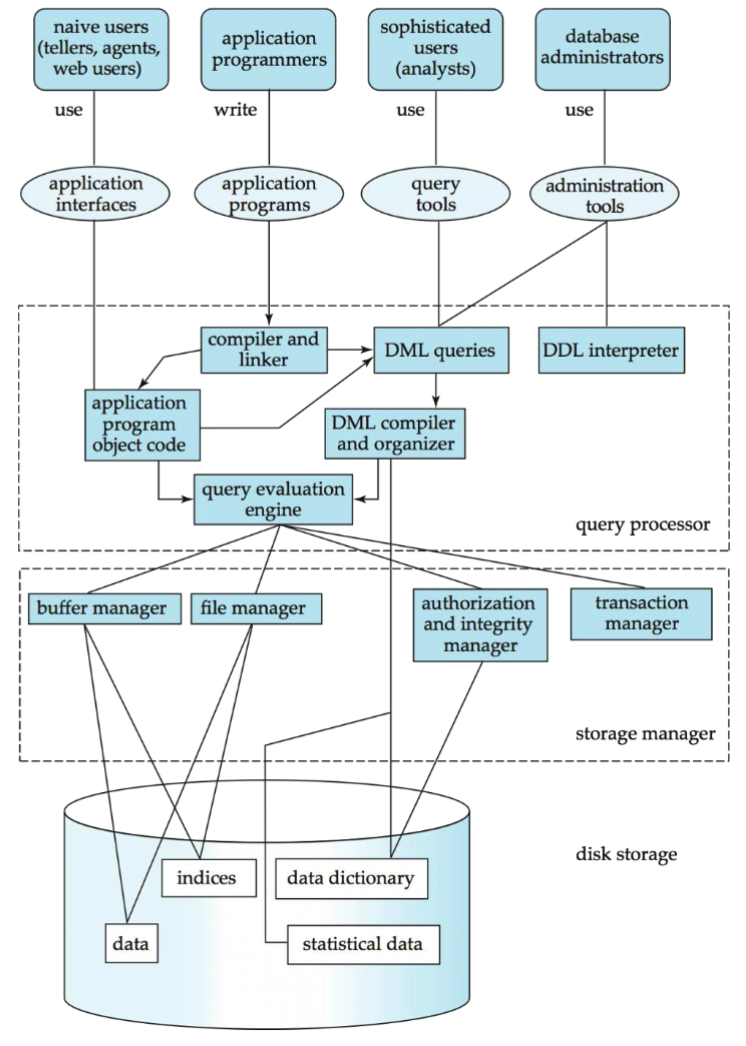 naive users
(tellers, agents,
web users)
application
programmers
sophisticated
users
(analysts)
database
administrators
use
write
use
use
application
interfaces
application
programs
query
tools
administration
tools
compiler and
linker
DML queries
DDL interpreter
application
program
object code
DML compiler
and organizer
query evaluation
engine
query processor
buffer manager
file manager
authorization
and integrity
manager
transaction
manager
storage manager
disk storage
indices
data dictionary
data
statistical data